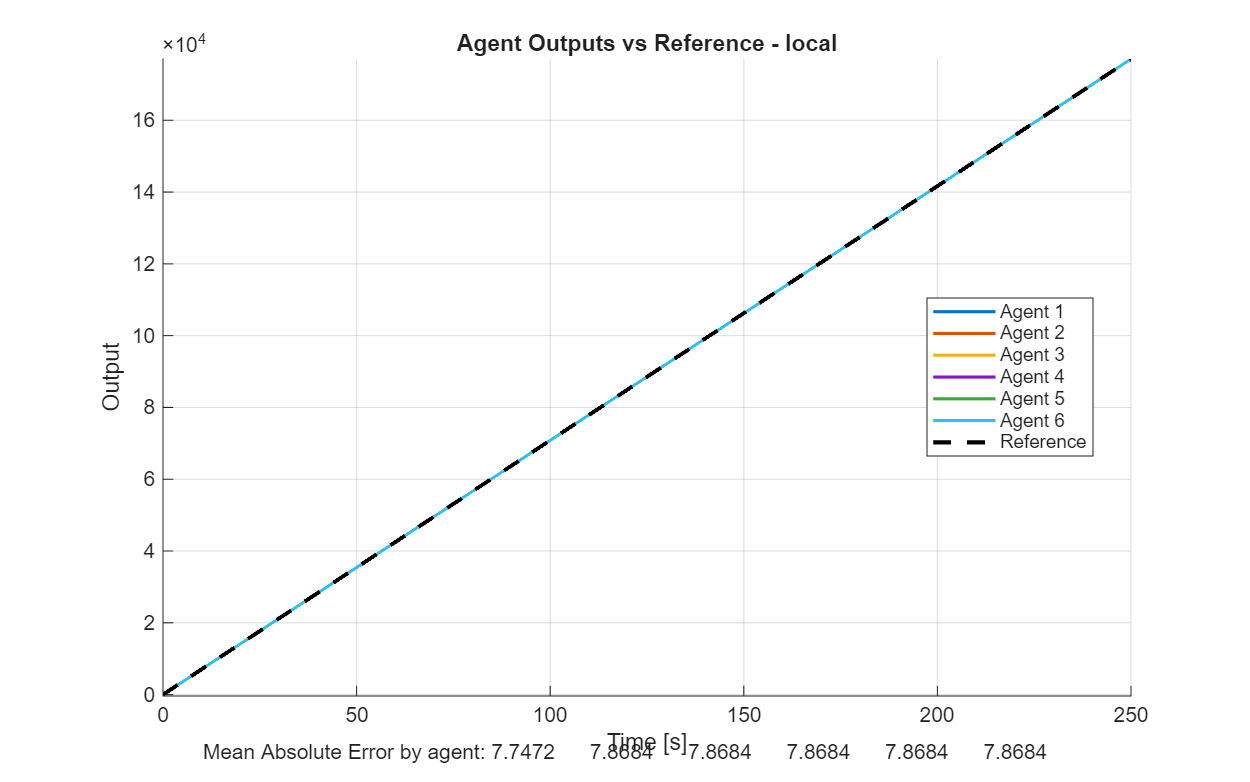 Agent Outputs vs Reference - local
×10⁴
16
14
12
10
8
6
4
2
0
Output
0 50 100 150 200 250
Time [s]
Mean Absolute Error by agent: 7.7472 7.8684 7.8684 7.8684 7.8684 7.8684
Agent 1
Agent 2
Agent 3
Agent 4
Agent 5
Agent 6
Reference